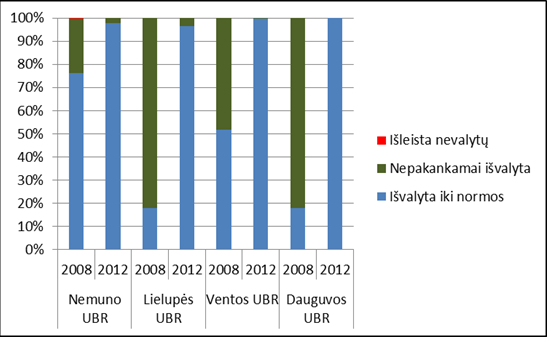 100%
90%
80%
70%
60%
50%
40%
30%
20%
10%
0%
Išleista nevalytų
Nepakankamai išvalyta
Išvalyta iki normos
2008 2012 2008 2012 2008 2012 2008 2012
Nemuno UBR
Lielupės UBR
Ventos UBR
Dauguvos UBR